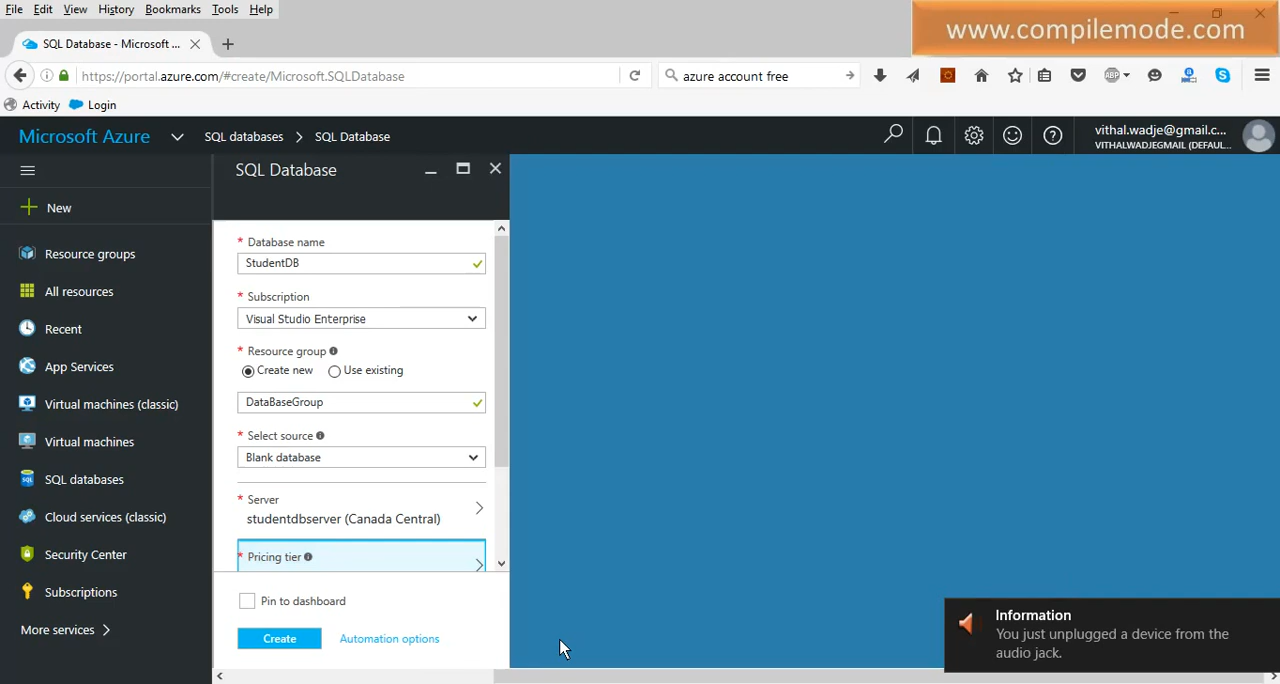 File Edit View History Bookmarks Tools Help
www.compilemode.com
SQL Database - Microsoft ...
https://portal.azure.com/#create/Microsoft.SQLDatabase
azure account free
ABP
Activity Login
Microsoft Azure SQL databases SQL Database
vithal.wadje@gmail.c...
VITHALWADJEGMAIL (DEFAUL...
SQL Database
New
Resource groups
All resources
Recent
App Services
Virtual machines (classic)
Virtual machines
SQL databases
Cloud services (classic)
Security Center
Subscriptions
More services
* Database name
StudentDB
* Subscription
Visual Studio Enterprise
* Resource group
Create new Use existing
DataBaseGroup
* Select source
Blank database
* Server
studentdbserver (Canada Central)
* Pricing tier
Pin to dashboard
Create Automation options
Information
You just unplugged a device from the
audio jack.